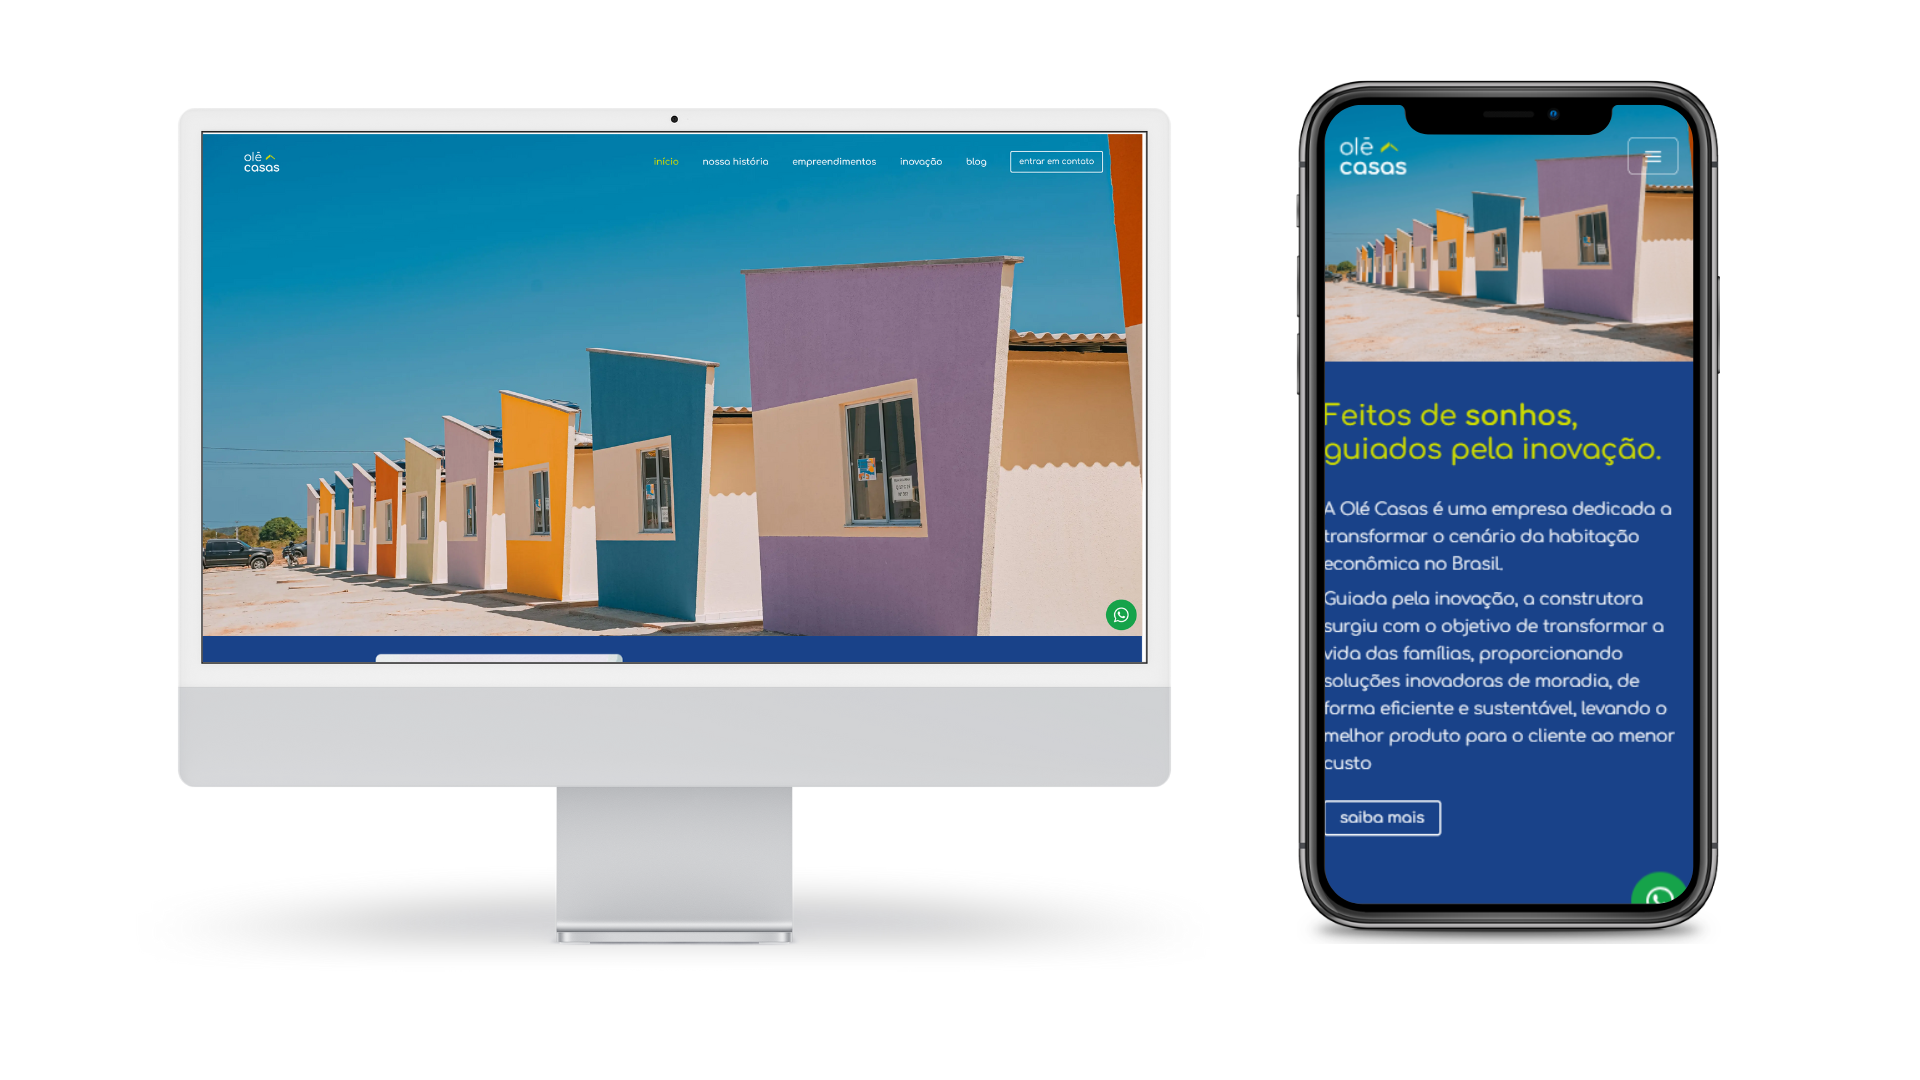 olé
casas
início
nossa história
empreendimentos
inovação
blog
entrar em contato
olé
casas
Feitos de sonhos,
guiados pela inovação.
A Olé Casas é uma empresa dedicada a
transformar o cenário da habitação
econômica no Brasil.
Guiada pela inovação, a construtora
surgiu com o objetivo de transformar a
vida das famílias, proporcionando
soluções inovadoras de moradia, de
forma eficiente e sustentável, levando o
melhor produto para o cliente ao menor
custo
saiba mais